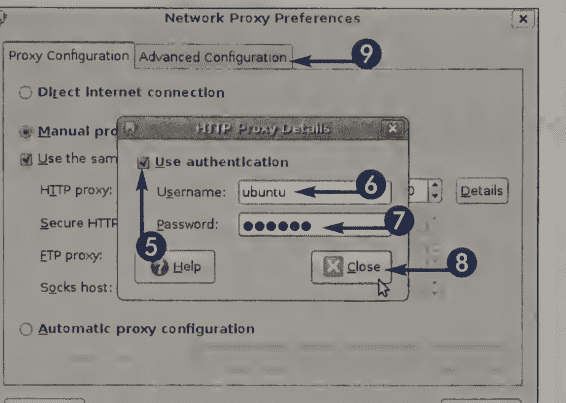 Network Proxy Preferences
9
Proxy Configuration
Advanced Configuration
Direct Internet connection
Manual pro
HTTP Proxy Details
Use the sam
Use authentication
HTTP proxy:
Username:
ubuntu
6
0
Details
Secure HTTP
Password:
7
5
FTP proxy:
Help
Close
8
Socks host:
Automatic proxy configuration